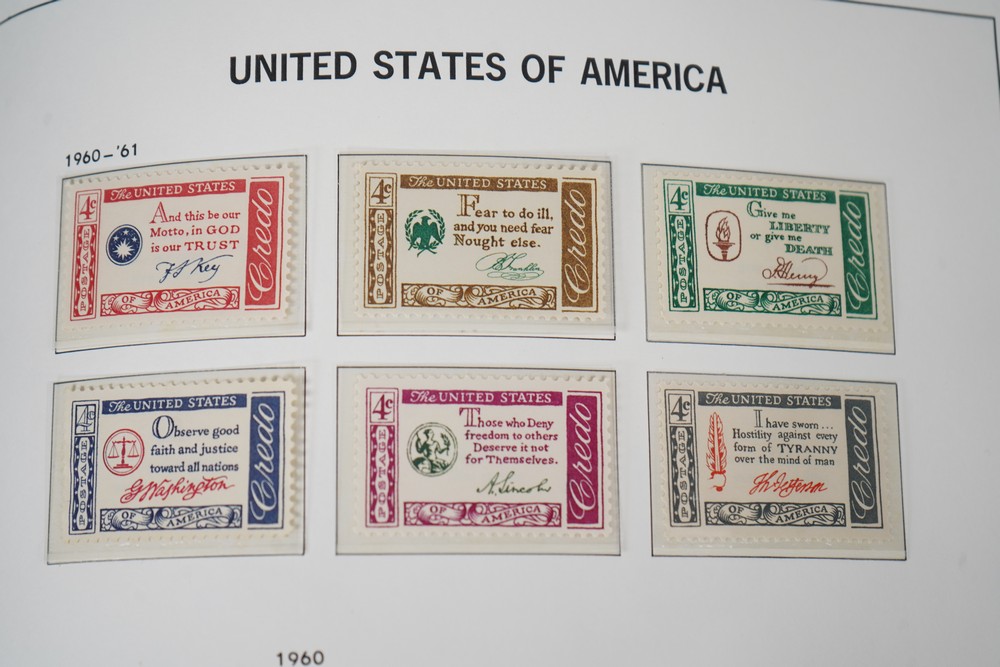 UNITED STATES OF AMERICA
1960-'61
The UNITED STATES
4c
POSTAGE
And this be our
Motto, in GOD
is our TRUST
F S Key
Credo
OF AMERICA
The UNITED STATES
4c
POSTAGE
Fear to do ill,
and you need fear
Nought else.
B Franklin
Credo
OF AMERICA
The UNITED STATES
4c
POSTAGE
Give me
LIBERTY
or give me
DEATH
P Henry
Credo
OF AMERICA
The UNITED STATES
4c
POSTAGE
Observe good
faith and justice
toward all nations
G Washington
Credo
OF AMERICA
The UNITED STATES
4c
POSTAGE
Those who Deny
freedom to others
Deserve it not
for Themselves.
A. Lincoln
Credo
OF AMERICA
The UNITED STATES
4c
POSTAGE
I have sworn...
Hostility against every
form of TYRANNY
over the mind of man
Th Jefferson
Credo
OF AMERICA
1960